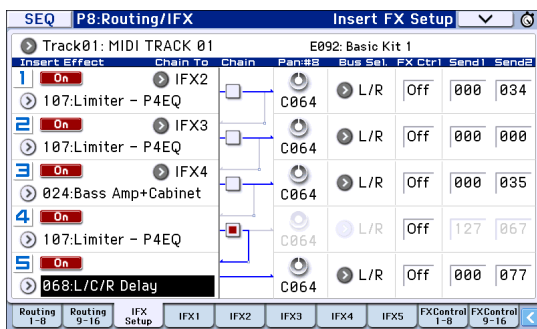 SEQ P8:Routing/IFX Insert FX Setup
Track01: MIDI TRACK 01 E092: Basic Kit 1
Insert Effect Chain To Chain Pan:#8 Bus Sel. FX Ctrl Send1 Send2
1 On IFX2
107:Limiter - P4EQ C064 L/R Off 000 034
2 On IFX3
107:Limiter - P4EQ C064 L/R Off 000 000
3 On IFX4
024:Bass Amp+Cabinet C064 L/R Off 000 035
4 On
107:Limiter - P4EQ C064 L/R Off 127 067
5 On
068:L/C/R Delay C064 L/R Off 000 077
Routing 1-8 Routing 9-16 IFX Setup IFX1 IFX2 IFX3 IFX4 IFX5 FXControl 1-8 FXControl 9-16